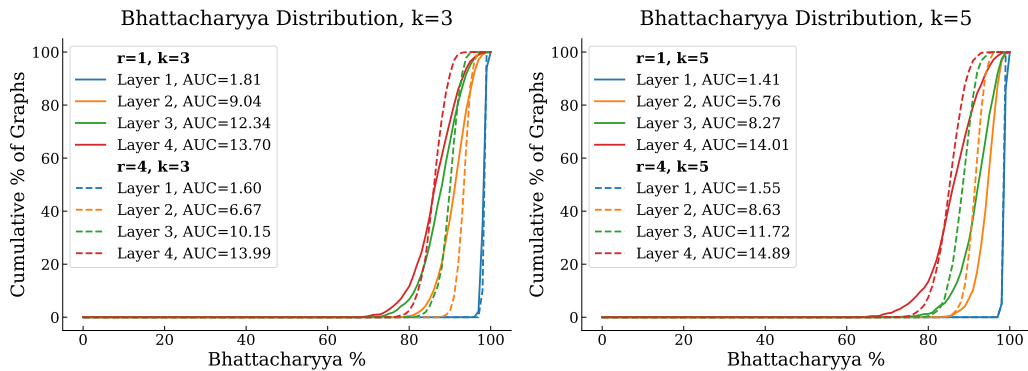 Bhattacharyya Distribution, k=3
100
80
60
40
20
0
Cumulative % of Graphs
r=1, k=3
Layer 1, AUC=1.81
Layer 2, AUC=9.04
Layer 3, AUC=12.34
Layer 4, AUC=13.70
r=4, k=3
Layer 1, AUC=1.60
Layer 2, AUC=6.67
Layer 3, AUC=10.15
Layer 4, AUC=13.99
0 20 40 60 80 100
Bhattacharyya %
Bhattacharyya Distribution, k=5
100
80
60
40
20
0
Cumulative % of Graphs
r=1, k=5
Layer 1, AUC=1.41
Layer 2, AUC=5.76
Layer 3, AUC=8.27
Layer 4, AUC=14.01
r=4, k=5
Layer 1, AUC=1.55
Layer 2, AUC=8.63
Layer 3, AUC=11.72
Layer 4, AUC=14.89
0 20 40 60 80 100
Bhattacharyya %